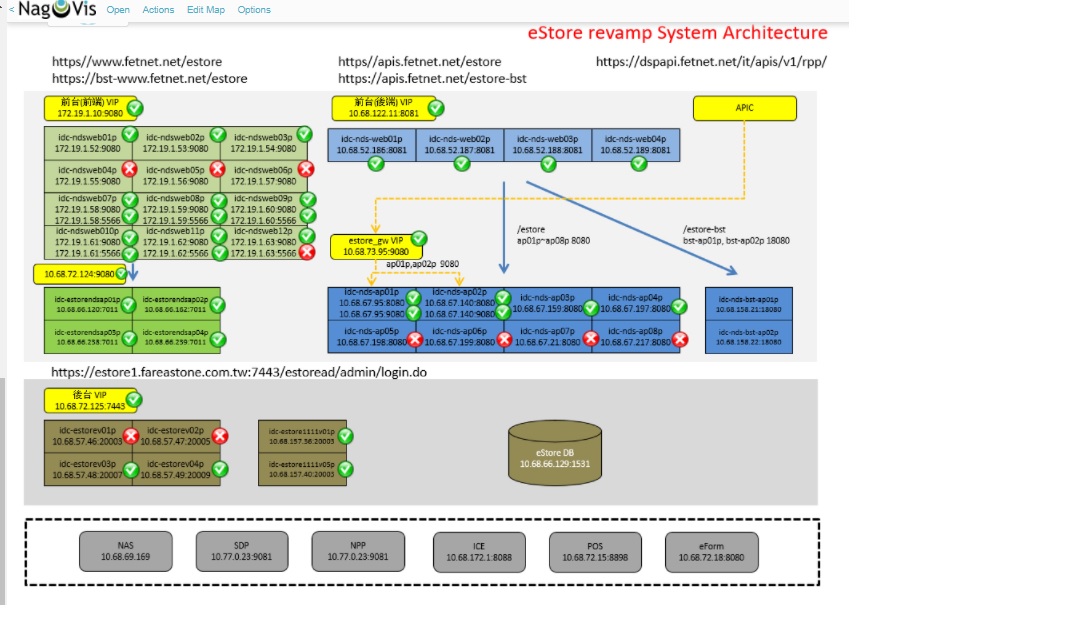 NagVis
Open Actions Edit Map Options
eStore revamp System Architecture
https//www.fetnet.net/estore
https://bst-www.fetnet.net/estore
https//apis.fetnet.net/estore
https://apis.fetnet.net/estore-bst
https://dspapi.fetnet.net/it/apis/v1/rpp/
前台(前端) VIP
172.19.1.10:9080
前台(後端) VIP
10.68.122.11:8081
APIC
idc-ndsweb01p
172.19.1.52:9080
idc-ndsweb02p
172.19.1.53:9080
idc-ndsweb03p
172.19.1.54:9080
idc-ndsweb04p
172.19.1.55:9080
idc-ndsweb05p
172.19.1.56:9080
idc-ndsweb06p
172.19.1.57:9080
idc-ndsweb07p
172.19.1.58:9080
172.19.1.58:5566
idc-ndsweb08p
172.19.1.59:9080
172.19.1.59:5566
idc-ndsweb09p
172.19.1.60:9080
172.19.1.60:5566
idc-ndsweb010p
172.19.1.61:9080
172.19.1.61:5566
idc-ndsweb11p
172.19.1.62:9080
172.19.1.62:5566
idc-ndsweb12p
172.19.1.63:9080
172.19.1.63:5566
idc-nds-web01p
10.68.52.186:8081
idc-nds-web02p
10.68.52.187:8081
idc-nds-web03p
10.68.52.188:8081
idc-nds-web04p
10.68.52.189:8081
estore_gw VIP
10.68.73.95:9080
ap01p,ap02p 9080
/estore
ap01p~ap08p 8080
/estore-bst
bst-ap01p, bst-ap02p 18080
10.68.72.124:9080
idc-estorendsap01p
10.68.66.120:7011
idc-estorendsap02p
10.68.66.162:7011
idc-estorendsap03p
10.68.66.238:7011
idc-estorendsap04p
10.68.66.239:7011
idc-nds-ap01p
10.68.67.95:8080
10.68.67.95:9080
idc-nds-ap02p
10.68.67.140:8080
10.68.67.140:9080
idc-nds-ap03p
10.68.67.159:8080
idc-nds-ap04p
10.68.67.197:8080
idc-nds-ap05p
10.68.67.198:8080
idc-nds-ap06p
10.68.67.199:8080
idc-nds-ap07p
10.68.67.21:8080
idc-nds-ap08p
10.68.67.217:8080
idc-nds-bst-ap01p
10.68.158.21:18080
idc-nds-bst-ap02p
10.68.158.22:18080
https://estore1.fareastone.com.tw:7443/estoread/admin/login.do
後台 VIP
10.68.72.125:7443
idc-estorev01p
10.68.57.46:20003
idc-estorev02p
10.68.57.47:20005
idc-estorev03p
10.68.57.48:20007
idc-estorev04p
10.68.57.49:20009
idc-estore1111v01p
10.68.157.36:20003
idc-estore1111v05p
10.68.157.40:20003
eStore DB
10.68.66.129:1531
NAS
10.68.69.169
SDP
10.77.0.23:9081
NPP
10.77.0.23:9081
ICE
10.68.172.1:8088
POS
10.68.72.15:8898
eForm
10.68.72.18:8080